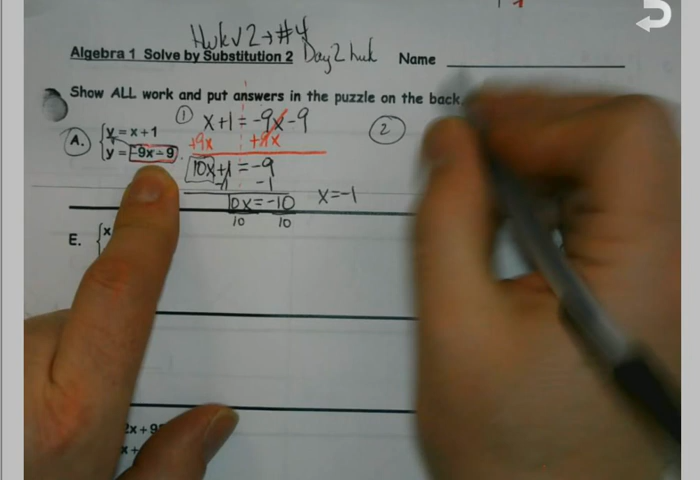 Hwk V2 → #4
Algebra 1 Solve by Substitution 2 Day 2 hwk Name
Show ALL work and put answers in the puzzle on the back.
① x+1 = -9x-9 ②
A. y = x+1
+9x +9x
y = -9x-9
10x+1 = -9
-1 -1
10x = -10 x=-1
10 10
E. x
2x+9
x+